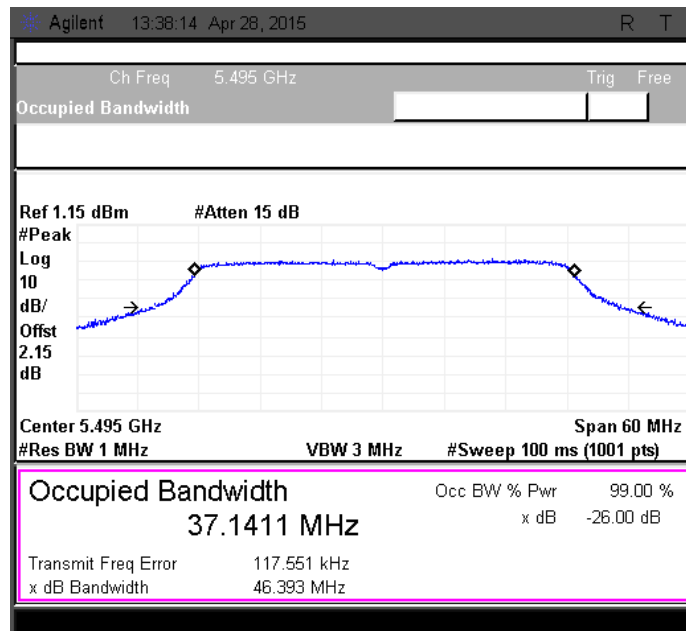 Agilent 13:38:14 Apr 28, 2015 R T
Ch Freq 5.495 GHz Trig Free
Occupied Bandwidth
Ref 1.15 dBm #Atten 15 dB
#Peak
Log
10
dB/
Offst
2.15
dB
Center 5.495 GHz Span 60 MHz
#Res BW 1 MHz VBW 3 MHz #Sweep 100 ms (1001 pts)
Occupied Bandwidth Occ BW % Pwr 99.00 %
37.1411 MHz x dB -26.00 dB
Transmit Freq Error 117.551 kHz
x dB Bandwidth 46.393 MHz